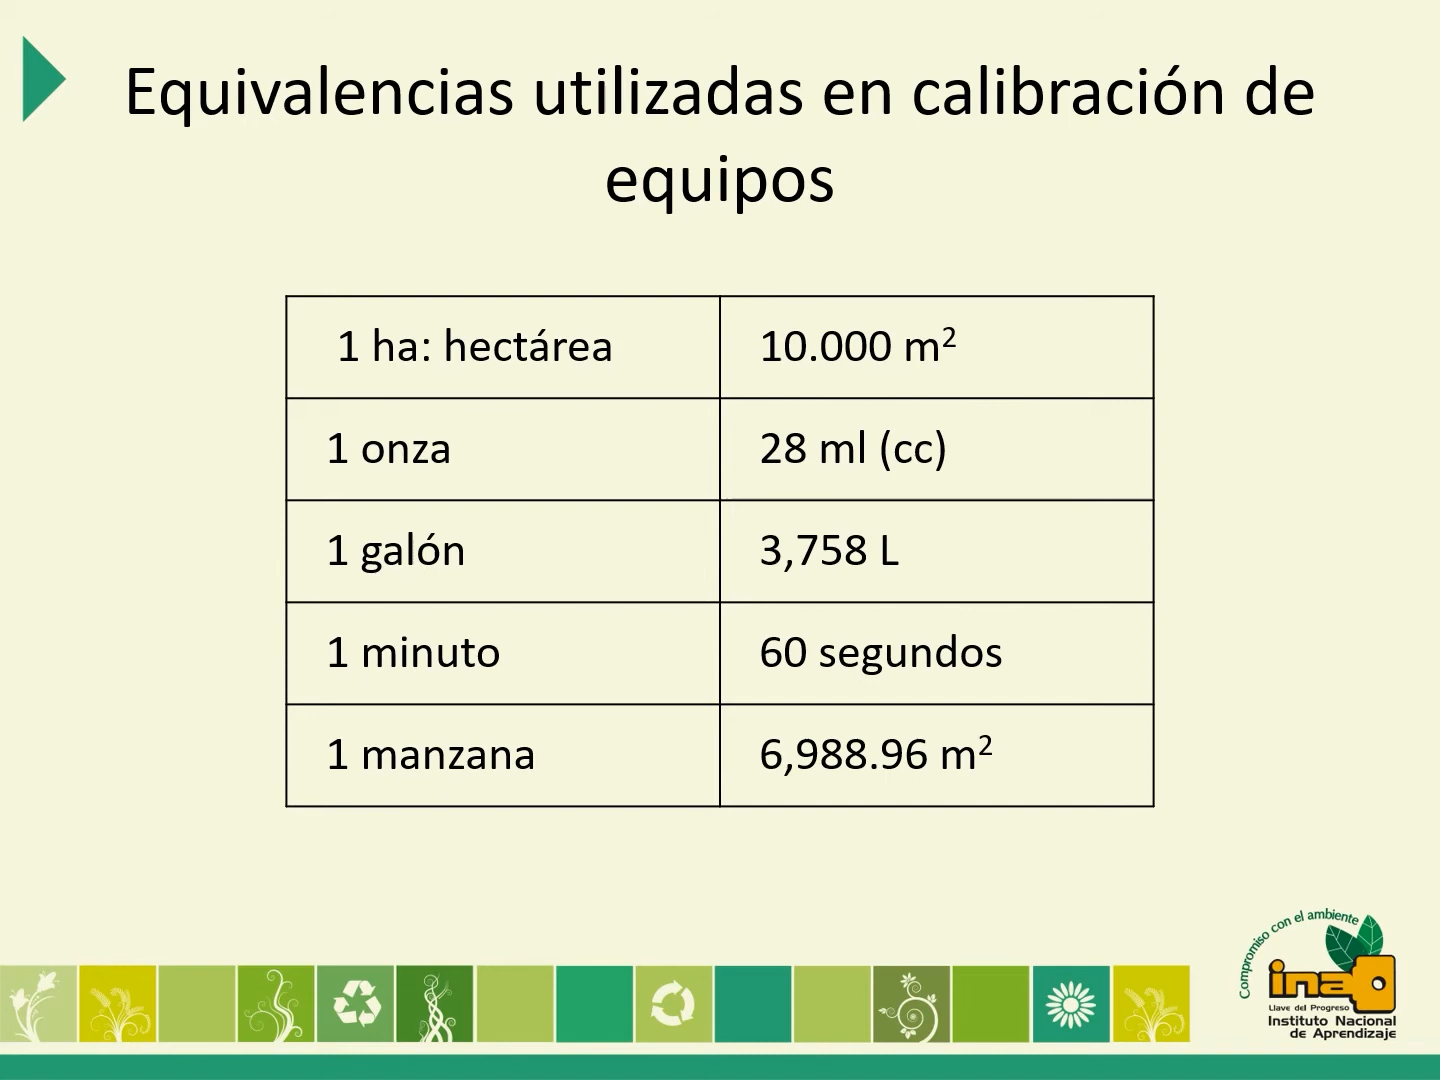 Equivalencias utilizadas en calibración de
equipos
1 ha: hectárea 10.000 m²
1 onza 28 ml (cc)
1 galón 3,758 L
1 minuto 60 segundos
1 manzana 6,988.96 m²
Compromiso con el ambiente
ina
Llave del Progreso
Instituto Nacional
de Aprendizaje